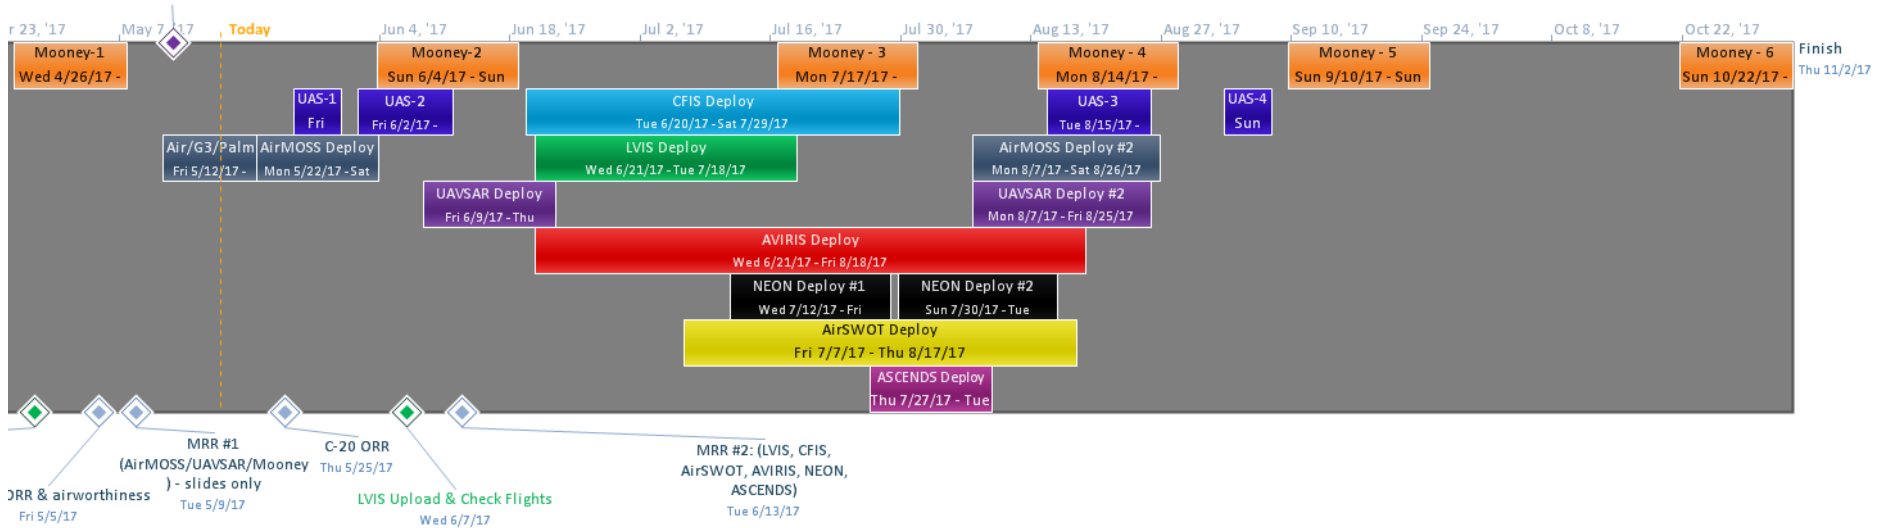 r 23, '17
May 7, '17
Today
Jun 4, '17
Jun 18, '17
Jul 2, '17
Jul 16, '17
Jul 30, '17
Aug 13, '17
Aug 27, '17
Sep 10, '17
Sep 24, '17
Oct 8, '17
Oct 22, '17
Mooney-1
Wed 4/26/17 -
Mooney-2
Sun 6/4/17 - Sun
Mooney - 3
Mon 7/17/17 -
Mooney - 4
Mon 8/14/17 -
Mooney - 5
Sun 9/10/17 - Sun
Mooney - 6
Sun 10/22/17 -
Finish
Thu 11/2/17
UAS-1
Fri
UAS-2
Fri 6/2/17 -
CFIS Deploy
Tue 6/20/17 - Sat 7/29/17
UAS-3
Tue 8/15/17 -
UAS-4
Sun
Air/G3/Palm
Fri 5/12/17 -
AirMOSS Deploy
Mon 5/22/17 - Sat
LVIS Deploy
Wed 6/21/17 - Tue 7/18/17
AirMOSS Deploy #2
Mon 8/7/17 - Sat 8/26/17
UAVSAR Deploy
Fri 6/9/17 - Thu
UAVSAR Deploy #2
Mon 8/7/17 - Fri 8/25/17
AVIRIS Deploy
Wed 6/21/17 - Fri 8/18/17
NEON Deploy #1
Wed 7/12/17 - Fri
NEON Deploy #2
Sun 7/30/17 - Tue
AirSWOT Deploy
Fri 7/7/17 - Thu 8/17/17
ASCENDS Deploy
Thu 7/27/17 - Tue
ORR & airworthiness
Fri 5/5/17
MRR #1
(AirMOSS/UAVSAR/Mooney
) - slides only
Tue 5/9/17
C-20 ORR
Thu 5/25/17
LVIS Upload & Check Flights
Wed 6/7/17
MRR #2: (LVIS, CFIS,
AirSWOT, AVIRIS, NEON,
ASCENDS)
Tue 6/13/17